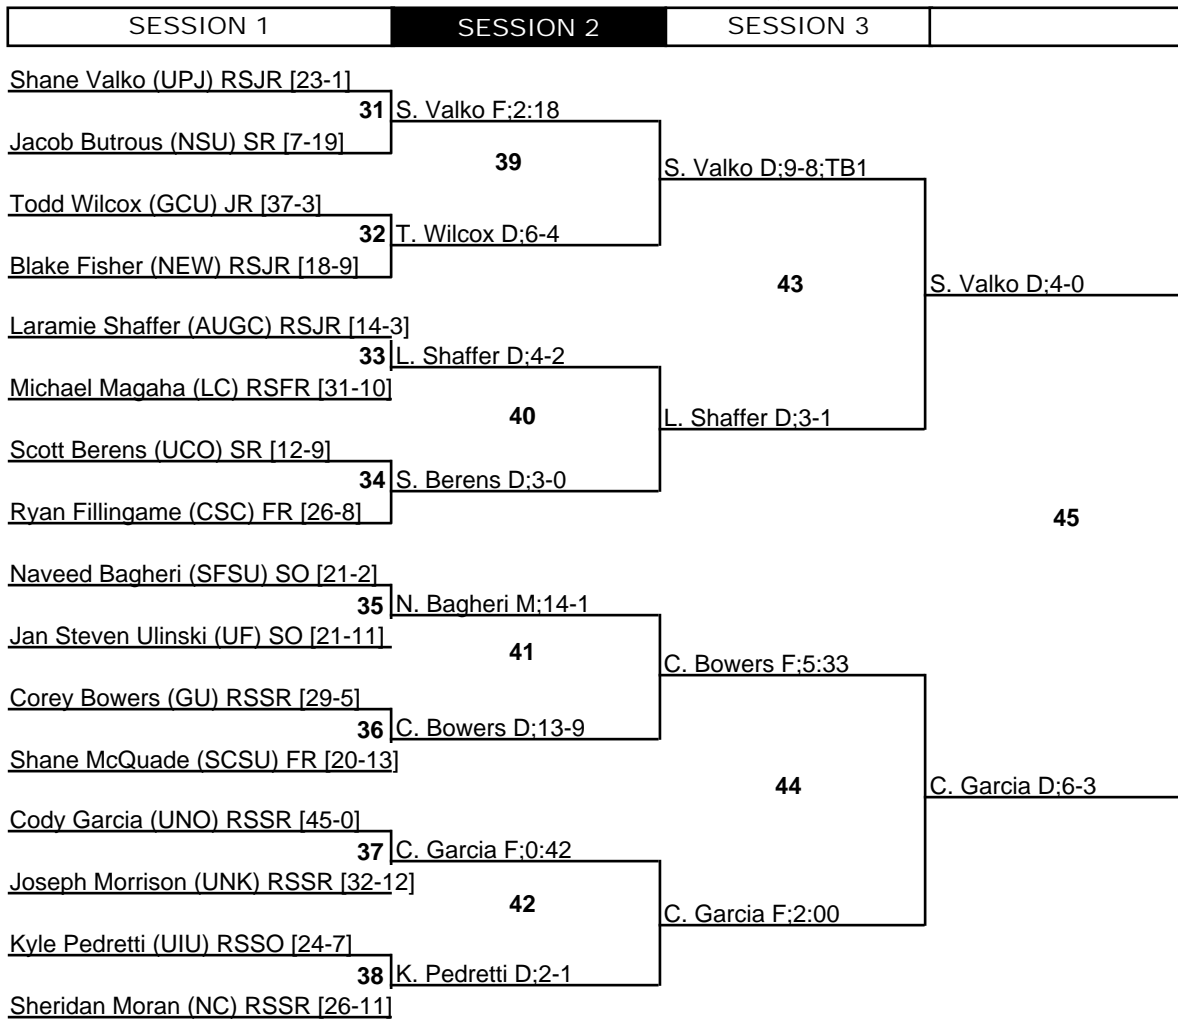 SESSION 1 SESSION 2 SESSION 3
Shane Valko (UPJ) RSJR [23-1]
31 S. Valko F;2:18
Jacob Butrous (NSU) SR [7-19]
39
S. Valko D;9-8;TB1
Todd Wilcox (GCU) JR [37-3]
32 T. Wilcox D;6-4
Blake Fisher (NEW) RSJR [18-9]
43
S. Valko D;4-0
Laramie Shaffer (AUGC) RSJR [14-3]
33 L. Shaffer D;4-2
Michael Magaha (LC) RSFR [31-10]
40
L. Shaffer D;3-1
Scott Berens (UCO) SR [12-9]
34 S. Berens D;3-0
Ryan Fillingame (CSC) FR [26-8]
45
Naveed Bagheri (SFSU) SO [21-2]
35 N. Bagheri M;14-1
Jan Steven Ulinski (UF) SO [21-11]
41
C. Bowers F;5:33
Corey Bowers (GU) RSSR [29-5]
36 C. Bowers D;13-9
Shane McQuade (SCSU) FR [20-13]
44
C. Garcia D;6-3
Cody Garcia (UNO) RSSR [45-0]
37 C. Garcia F;0:42
Joseph Morrison (UNK) RSSR [32-12]
42
C. Garcia F;2:00
Kyle Pedretti (UIU) RSSO [24-7]
38 K. Pedretti D;2-1
Sheridan Moran (NC) RSSR [26-11]